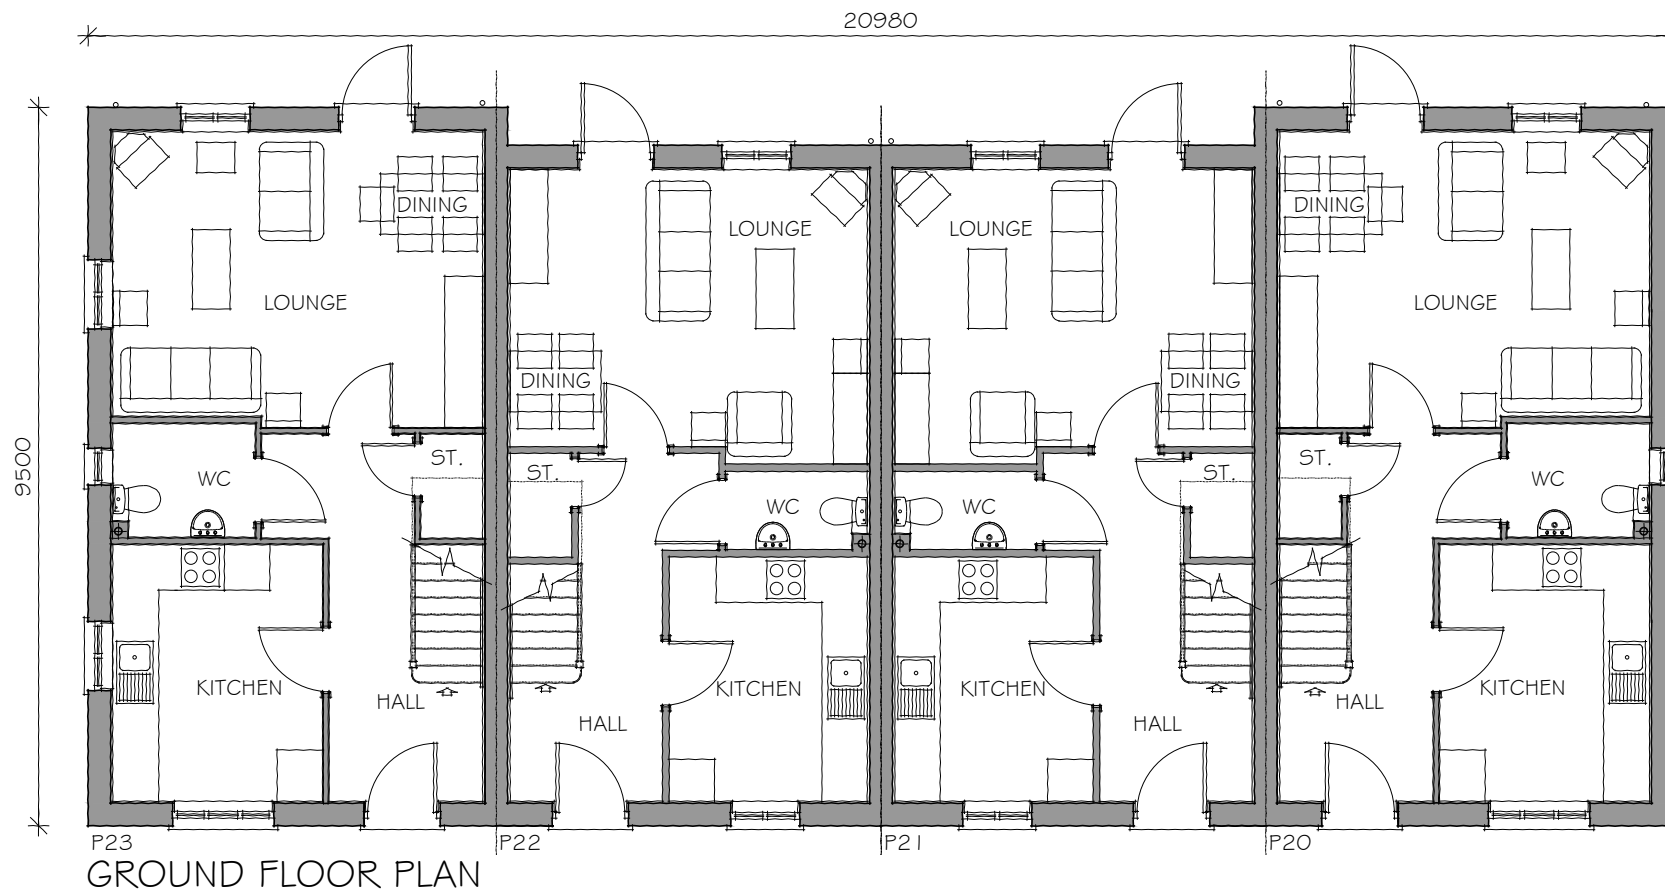 20980
9500
DINING
LOUNGE
WC
ST.
KITCHEN
HALL
LOUNGE
DINING
ST.
WC
KITCHEN
HALL
LOUNGE
DINING
WC
ST.
KITCHEN
HALL
DINING
LOUNGE
ST.
WC
KITCHEN
HALL
P23
P22
P21
P20
GROUND FLOOR PLAN